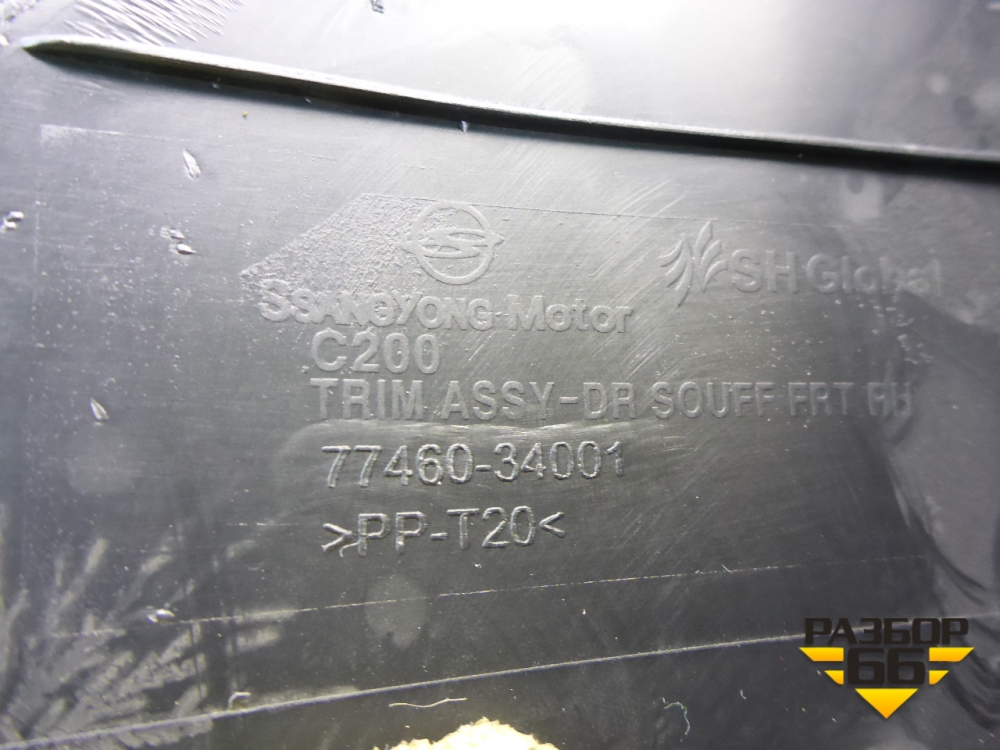 SSANGYONG Motor
SH Global
C200
TRIM ASSY-DR SCUFF FRT RH
77460-34001
>PP-T20<
РАЗБОР
66